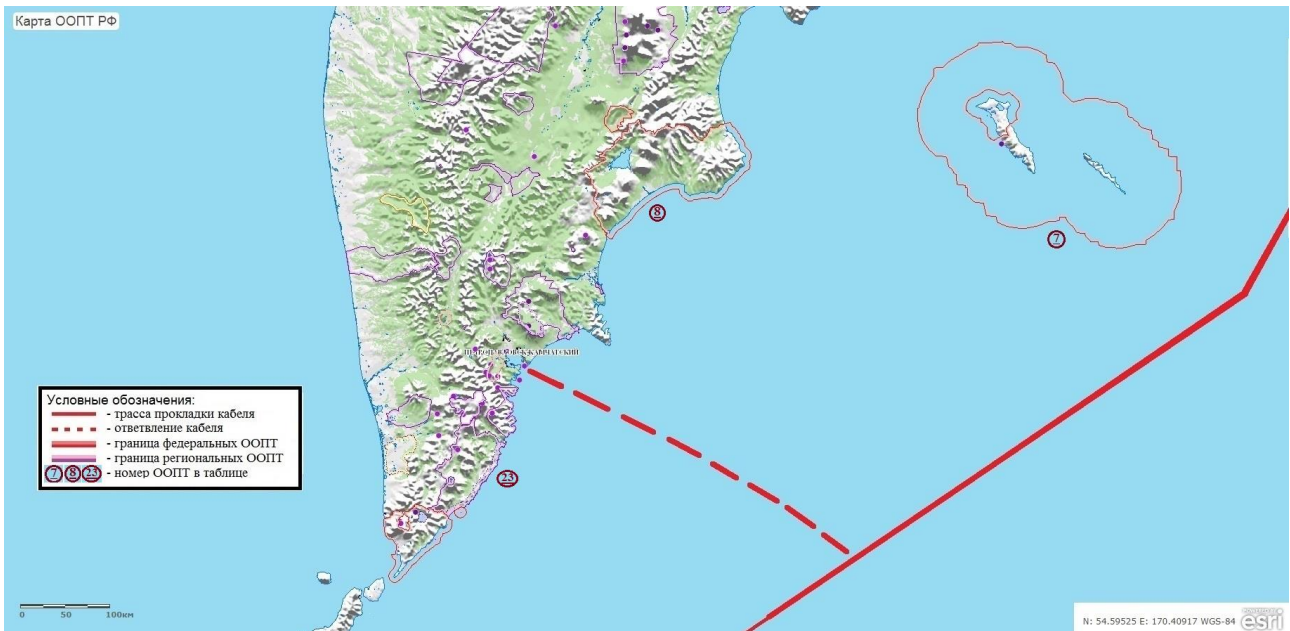 Карта ООПТ РФ
8
7
ПЕТРОПАВЛОВСК-КАМЧАТСКИЙ
Условные обозначения:
- трасса прокладки кабеля
- ответвление кабеля
- граница федеральных ООПТ
- граница региональных ООПТ
7 8 23 - номер ООПТ в таблице
23
0 50 100км
N: 54.59525 E: 170.40917 WGS-84 esri